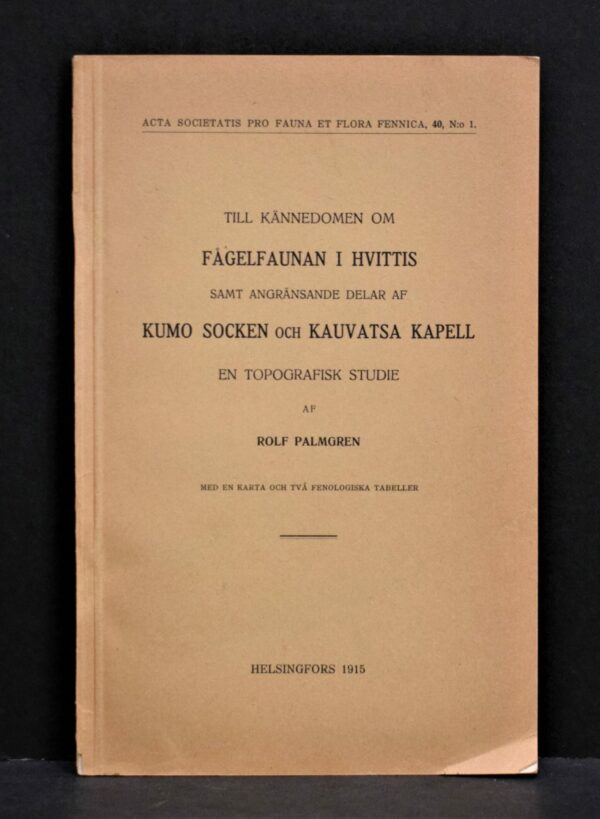 ACTA SOCIETATIS PRO FAUNA ET FLORA FENNICA, 40, N:o 1.
TILL KÄNNEDOMEN OM
FÅGELFAUNAN I HVITTIS
SAMT ANGRÄNSANDE DELAR AF
KUMO SOCKEN OCH KAUVATSA KAPELL
EN TOPOGRAFISK STUDIE
AF
ROLF PALMGREN
MED EN KARTA OCH TVÅ FENOLOGISKA TABELLER
HELSINGFORS 1915